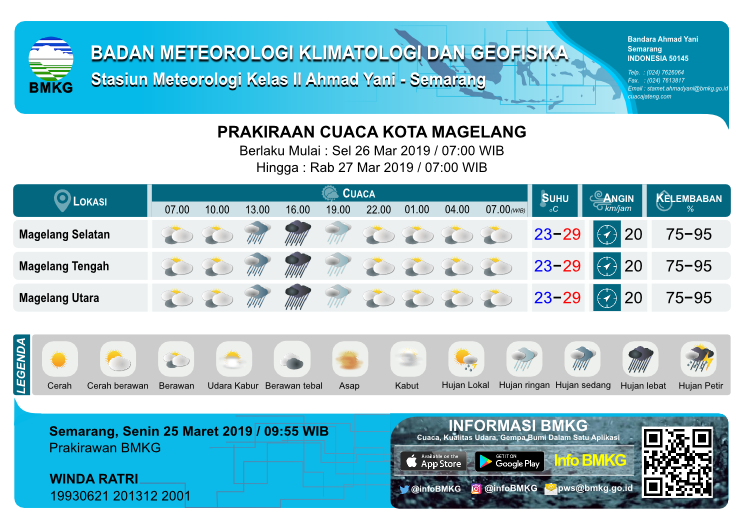 BMKG
BADAN METEOROLOGI KLIMATOLOGI DAN GEOFISIKA
Stasiun Meteorologi Kelas II Ahmad Yani - Semarang
Bandara Ahmad Yani
Semarang
INDONESIA 50145
Telp. : (024) 7626064
Fax. : (024) 7613817
Email : stamet.ahmadyani@bmkg.go.id
cuacajateng.com
PRAKIRAAN CUACA KOTA MAGELANG
Berlaku Mulai : Sel 26 Mar 2019 / 07:00 WIB
Hingga : Rab 27 Mar 2019 / 07:00 WIB
LOKASI
CUACA
07.00 10.00 13.00 16.00 19.00 22.00 01.00 04.00 07.00 (WIB)
SUHU
°C
ANGIN
km/jam
KELEMBABAN
%
Magelang Selatan 23-29 20 75-95
Magelang Tengah 23-29 20 75-95
Magelang Utara 23-29 20 75-95
LEGENDA
Cerah Cerah berawan Berawan Udara Kabur Berawan tebal Asap Kabut Hujan Lokal Hujan ringan Hujan sedang Hujan lebat Hujan Petir
Semarang, Senin 25 Maret 2019 / 09:55 WIB
Prakirawan BMKG
WINDA RATRI
19930621 201312 2001
INFORMASI BMKG
Cuaca, Kualitas Udara, Gempa Bumi Dalam Satu Aplikasi
Available on the
App Store
GET IT ON
Google Play
Info BMKG
@infoBMKG @infoBMKG pws@bmkg.go.id